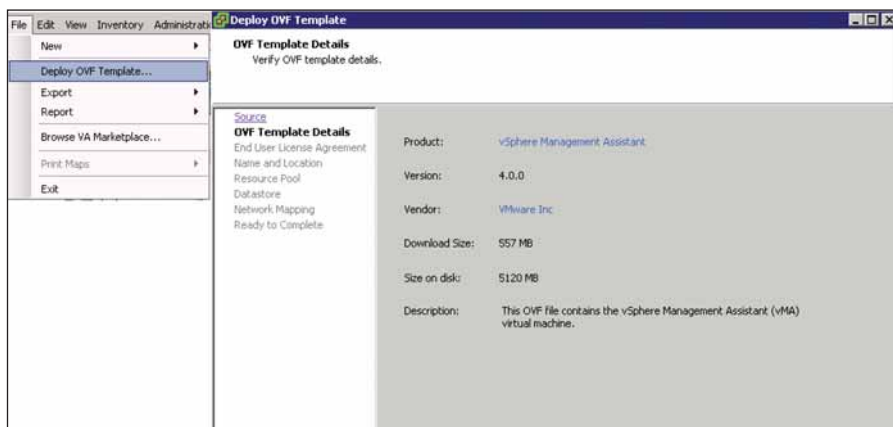 File Edit View Inventory Administrati
New
Deploy OVF Template...
Export
Report
Browse VA Marketplace...
Print Maps
Exit
Deploy OVF Template
OVF Template Details
Verify OVF template details.
Source
OVF Template Details
End User License Agreement
Name and Location
Resource Pool
Datastore
Network Mapping
Ready to Complete
Product: vSphere Management Assistant
Version: 4.0.0
Vendor: VMware Inc
Download Size: 557 MB
Size on disk: 5120 MB
Description: This OVF file contains the vSphere Management Assistant (vMA)
virtual machine.